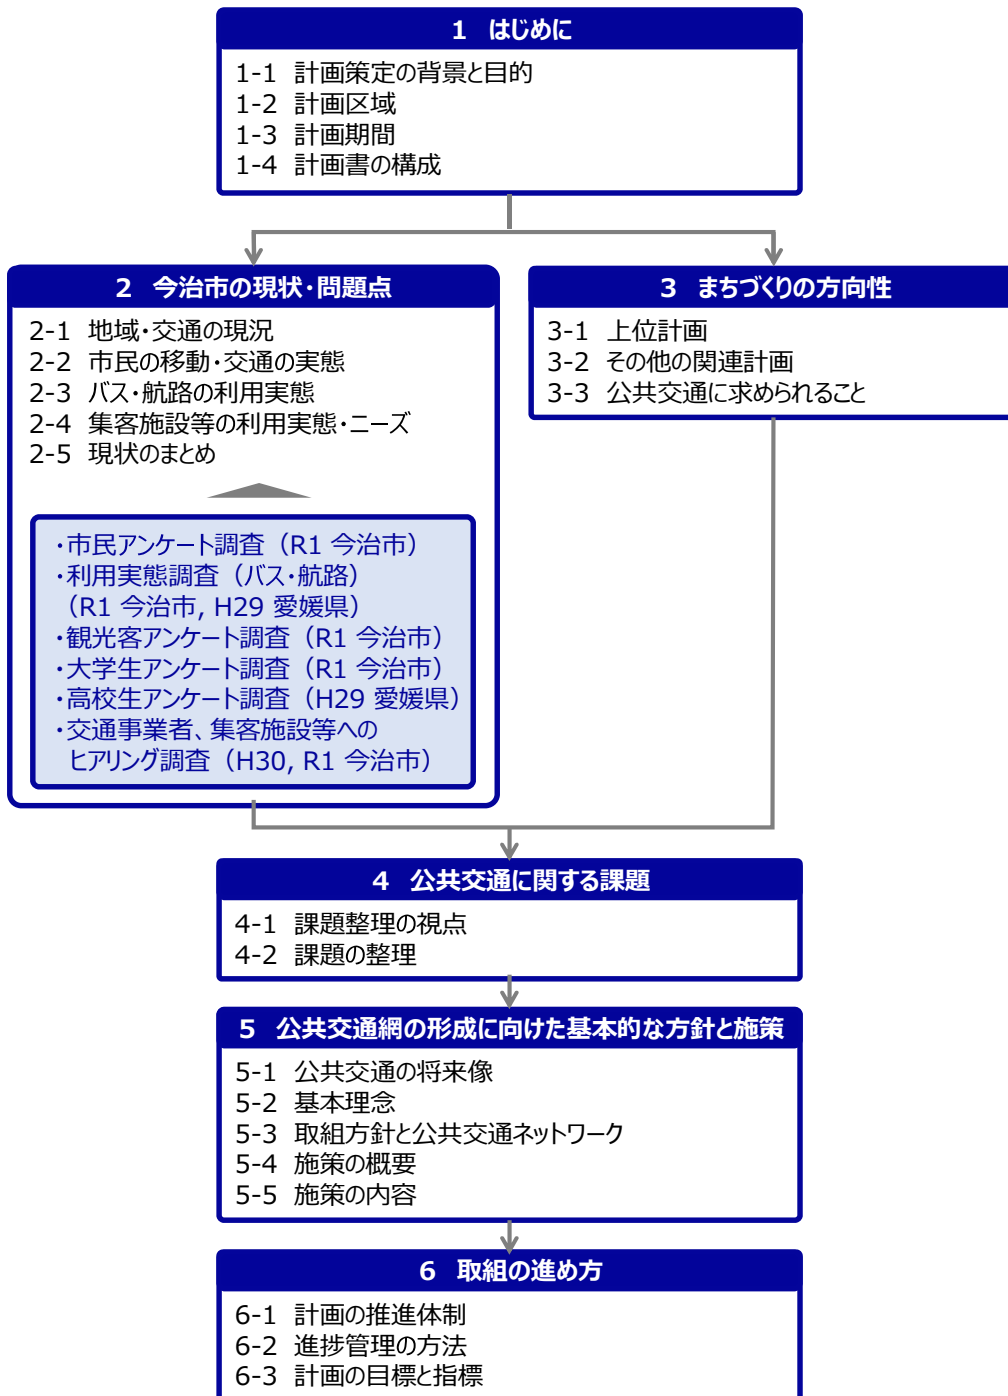 1 はじめに
1-1 計画策定の背景と目的
1-2 計画区域
1-3 計画期間
1-4 計画書の構成
2 今治市の現状・問題点
2-1 地域・交通の現況
2-2 市民の移動・交通の実態
2-3 バス・航路の利用実態
2-4 集客施設等の利用実態・ニーズ
2-5 現状のまとめ
・市民アンケート調査（R1 今治市）
・利用実態調査（バス・航路）
（R1 今治市, H29 愛媛県）
・観光客アンケート調査（R1 今治市）
・大学生アンケート調査（R1 今治市）
・高校生アンケート調査（H29 愛媛県）
・交通事業者、集客施設等への
ヒアリング調査（H30, R1 今治市）
3 まちづくりの方向性
3-1 上位計画
3-2 その他の関連計画
3-3 公共交通に求められること
4 公共交通に関する課題
4-1 課題整理の視点
4-2 課題の整理
5 公共交通網の形成に向けた基本的な方針と施策
5-1 公共交通の将来像
5-2 基本理念
5-3 取組方針と公共交通ネットワーク
5-4 施策の概要
5-5 施策の内容
6 取組の進め方
6-1 計画の推進体制
6-2 進捗管理の方法
6-3 計画の目標と指標